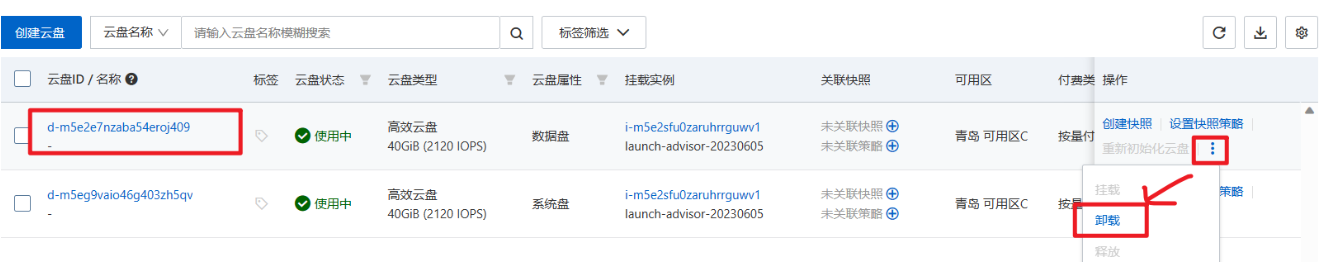 创建云盘 云盘名称 请输入云盘名称模糊搜索 标签筛选
云盘ID / 名称 标签 云盘状态 云盘类型 云盘属性 挂载实例 关联快照 可用区 付费类 操作
d-m5e2e7nzaba54eroj409
-
使用中
高效云盘
40GiB (2120 IOPS)
数据盘
i-m5e2sfu0zaruhrrguwv1
launch-advisor-20230605
未关联快照
未关联策略
青岛 可用区C
按量付
创建快照 设置快照策略
重新初始化云盘
d-m5eg9vaio46g403zh5qv
-
使用中
高效云盘
40GiB (2120 IOPS)
系统盘
i-m5e2sfu0zaruhrrguwv1
launch-advisor-20230605
未关联快照
未关联策略
青岛 可用区C
按量
策略
挂载
卸载
释放